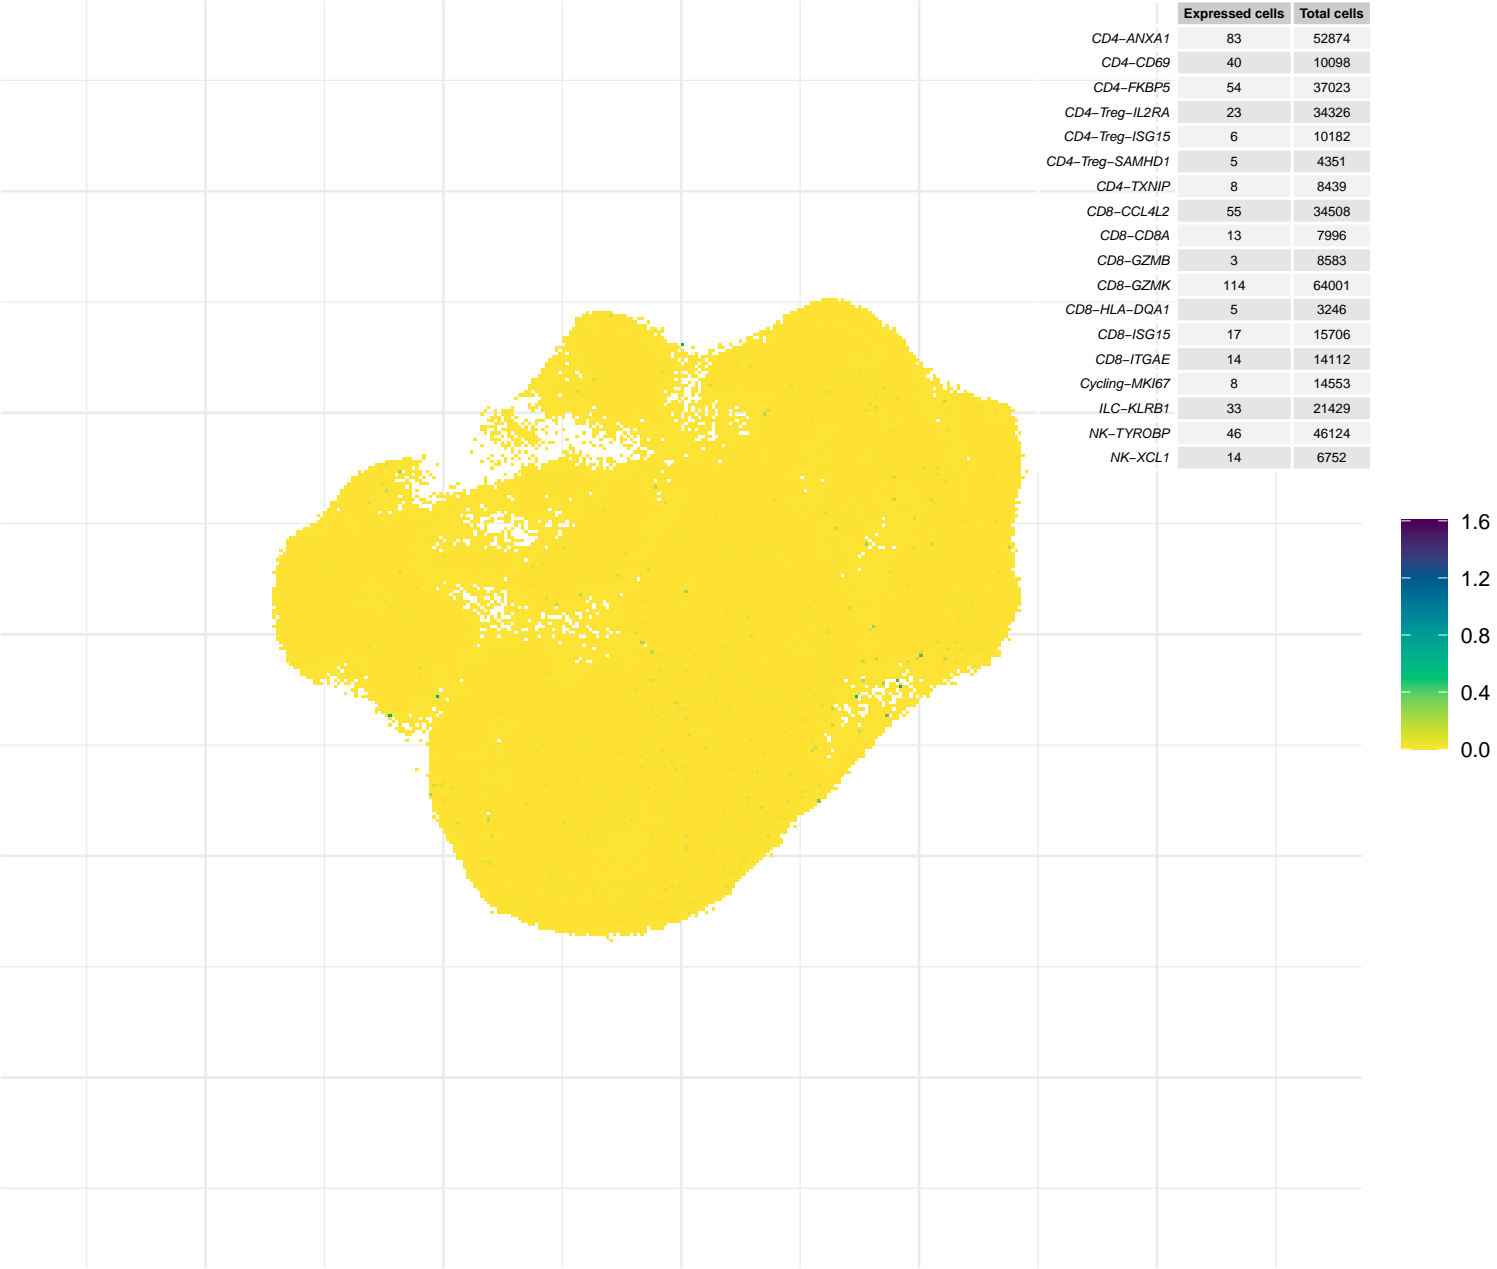 Expressed cells Total cells
CD4−ANXA1 83 52874
CD4−CD69 40 10098
CD4−FKBP5 54 37023
CD4−Treg−IL2RA 23 34326
CD4−Treg−ISG15 6 10182
CD4−Treg−SAMHD1 5 4351
CD4−TXNIP 8 8439
CD8−CCL4L2 55 34508
CD8−CD8A 13 7996
CD8−GZMB 3 8583
CD8−GZMK 114 64001
CD8−HLA−DQA1 5 3246
CD8−ISG15 17 15706
CD8−ITGAE 14 14112
Cycling−MKI67 8 14553
ILC−KLRB1 33 21429
NK−TYROBP 46 46124
NK−XCL1 14 6752
1.6
1.2
0.8
0.4
0.0